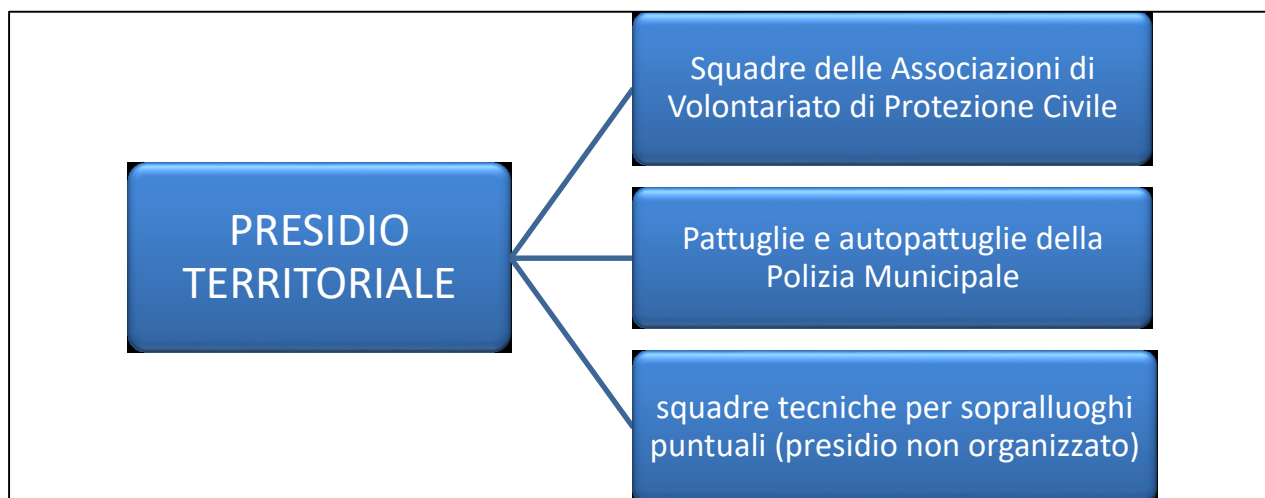 Squadre delle Associazioni di
Volontariato di Protezione Civile
PRESIDIO
TERRITORIALE
Pattuglie e autopattuglie della
Polizia Municipale
squadre tecniche per sopralluoghi
puntuali (presidio non organizzato)